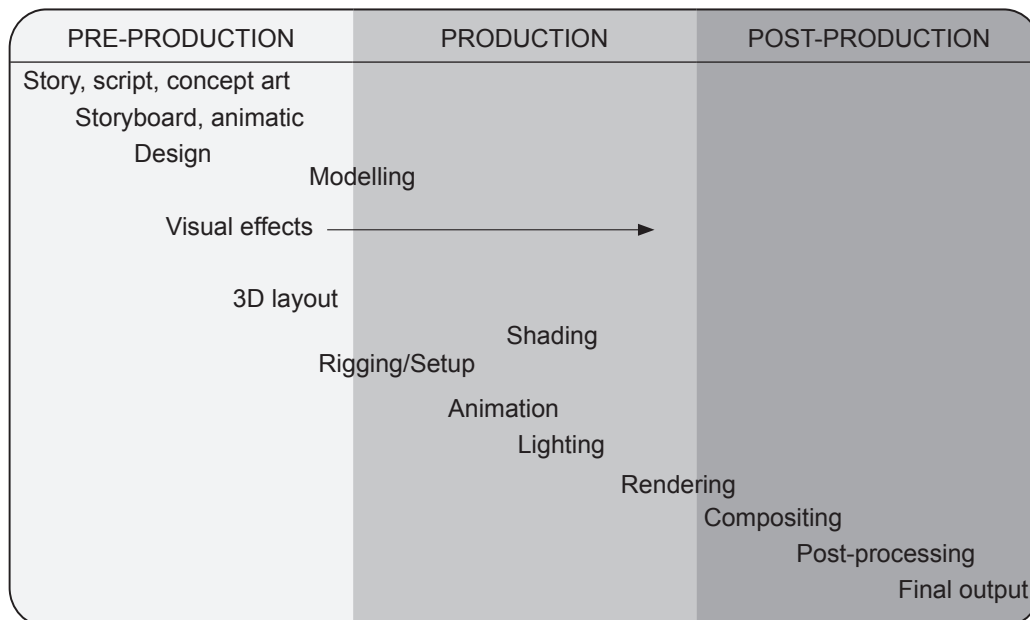 PRE-PRODUCTION PRODUCTION POST-PRODUCTION
Story, script, concept art
Storyboard, animatic
Design
Modelling
Visual effects
3D layout
Shading
Rigging/Setup
Animation
Lighting
Rendering
Compositing
Post-processing
Final output